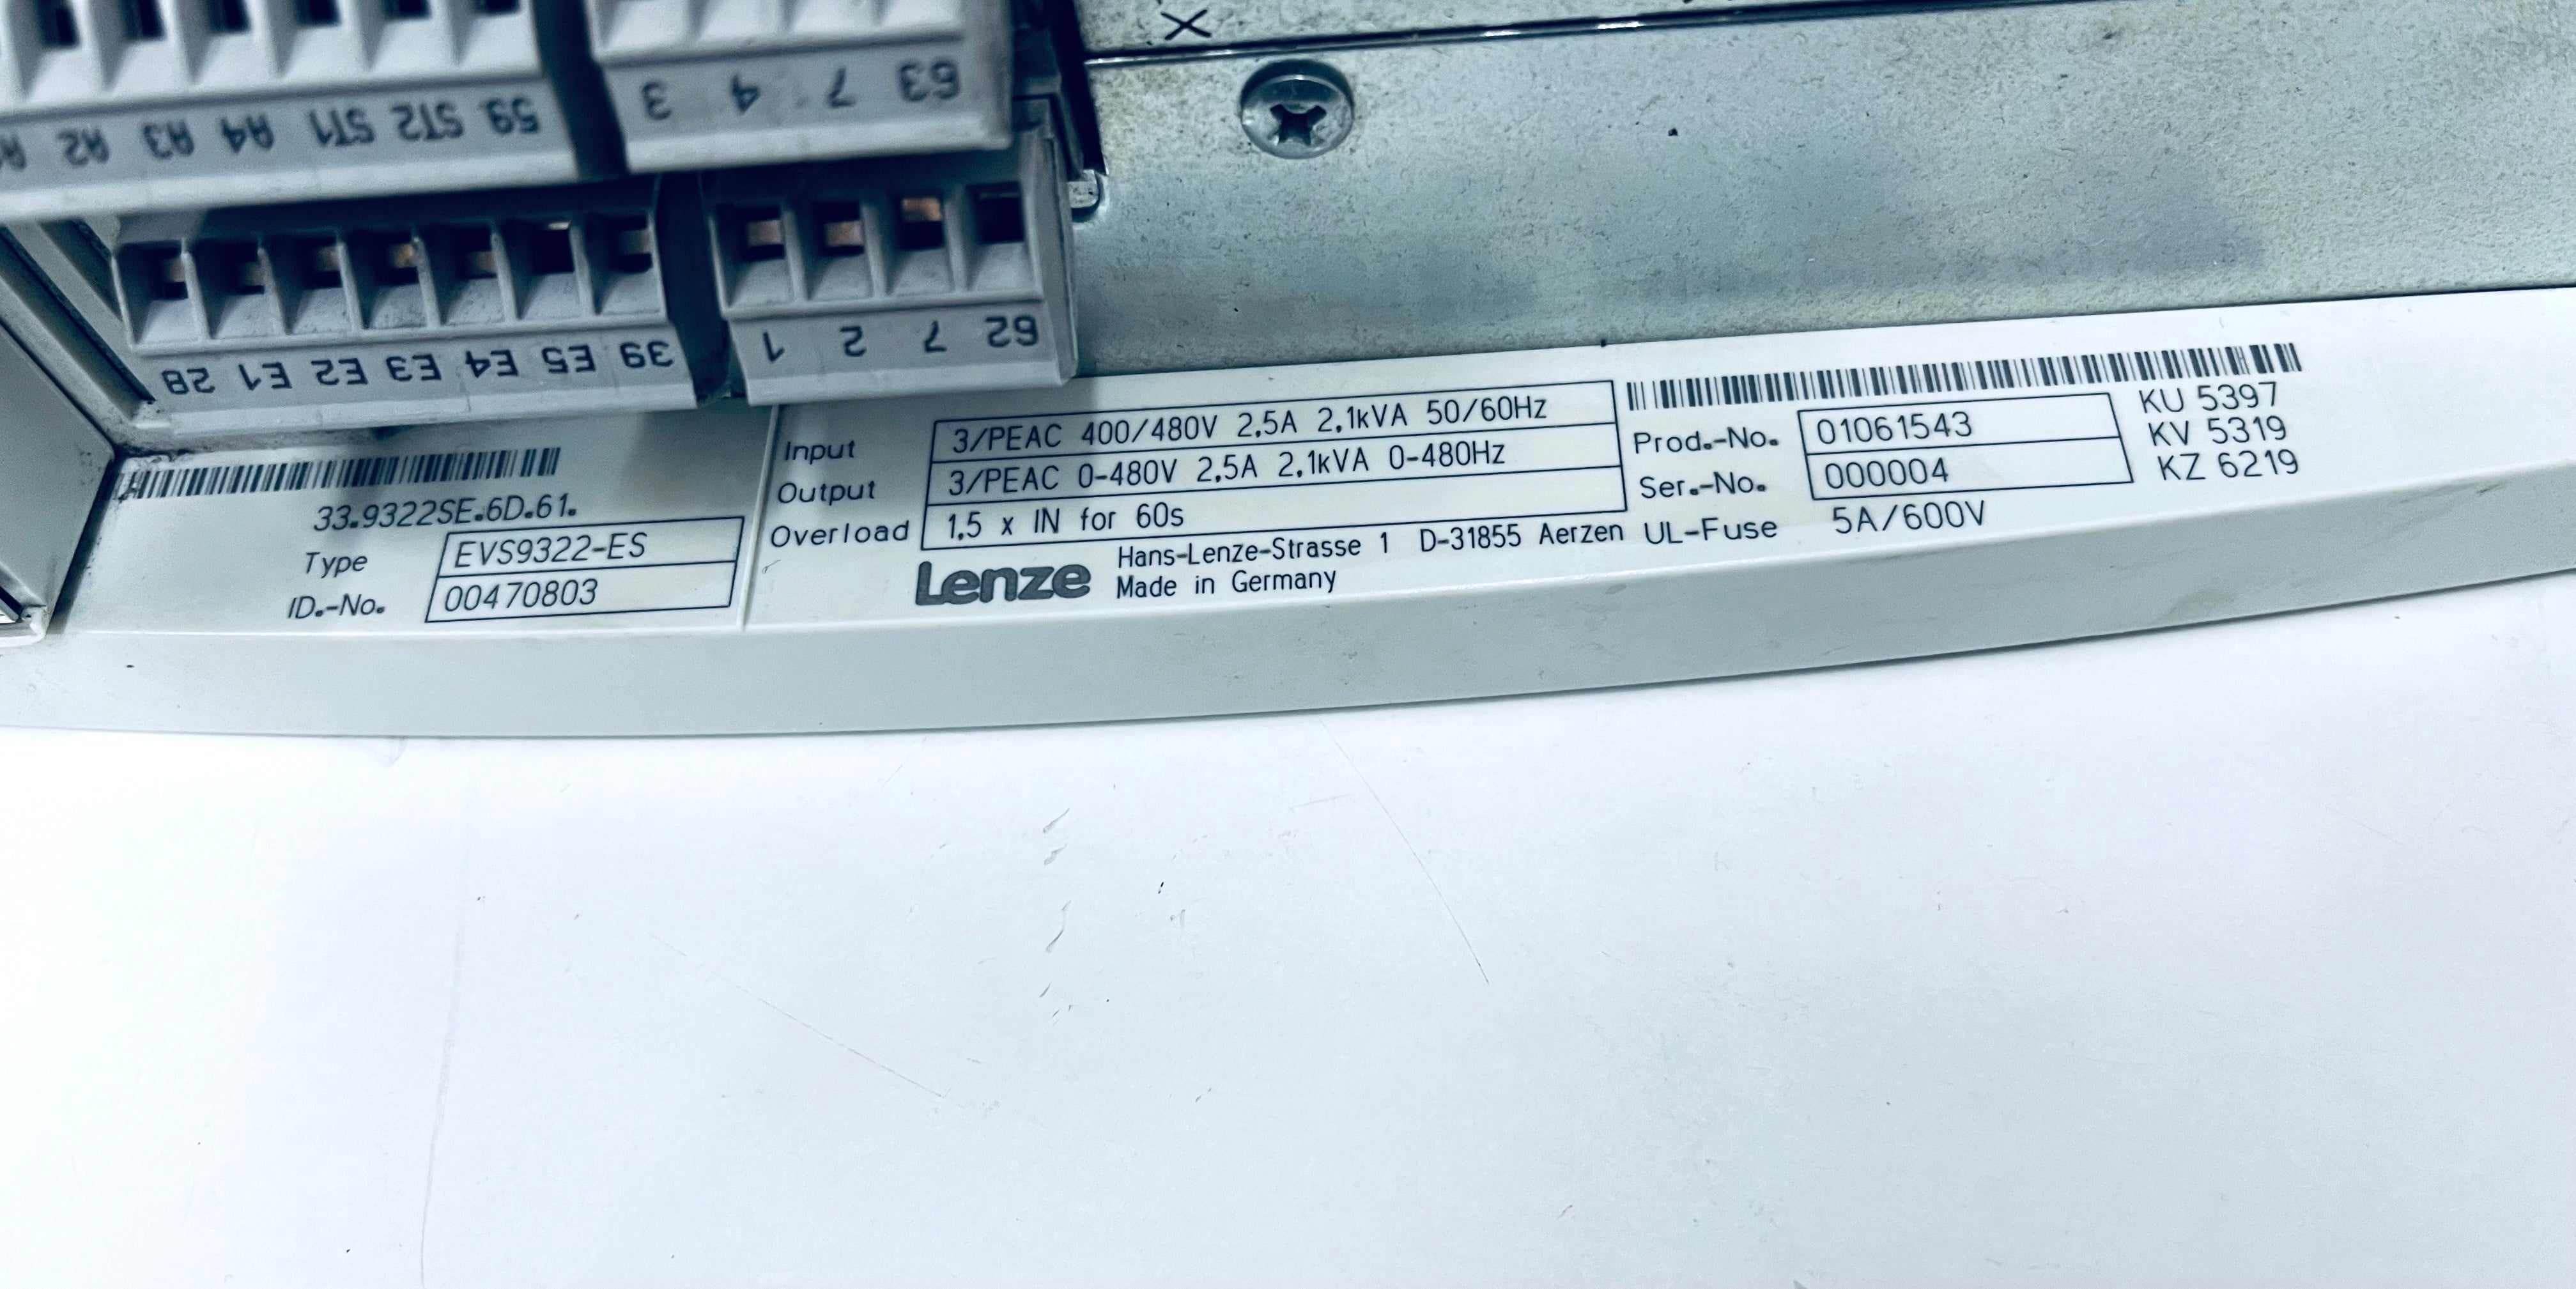 X
A2 A3 A4 ST1 ST2 59
3 4 7 63
28 E1 E2 E3 E4 E5 39
1 2 7 62
33.9322SE.6D.61.
Type EVS9322-ES
ID.-No. 00470803
Input 3/PEAC 400/480V 2.5A 2.1kVA 50/60Hz
Output 3/PEAC 0-480V 2.5A 2.1kVA 0-480Hz
Overload 1.5 x IN for 60s
Lenze
Hans-Lenze-Strasse 1 D-31855 Aerzen
Made in Germany
Prod.-No. 01061543
Ser.-No. 000004
UL-Fuse 5A/600V
KU 5397
KV 5319
KZ 6219